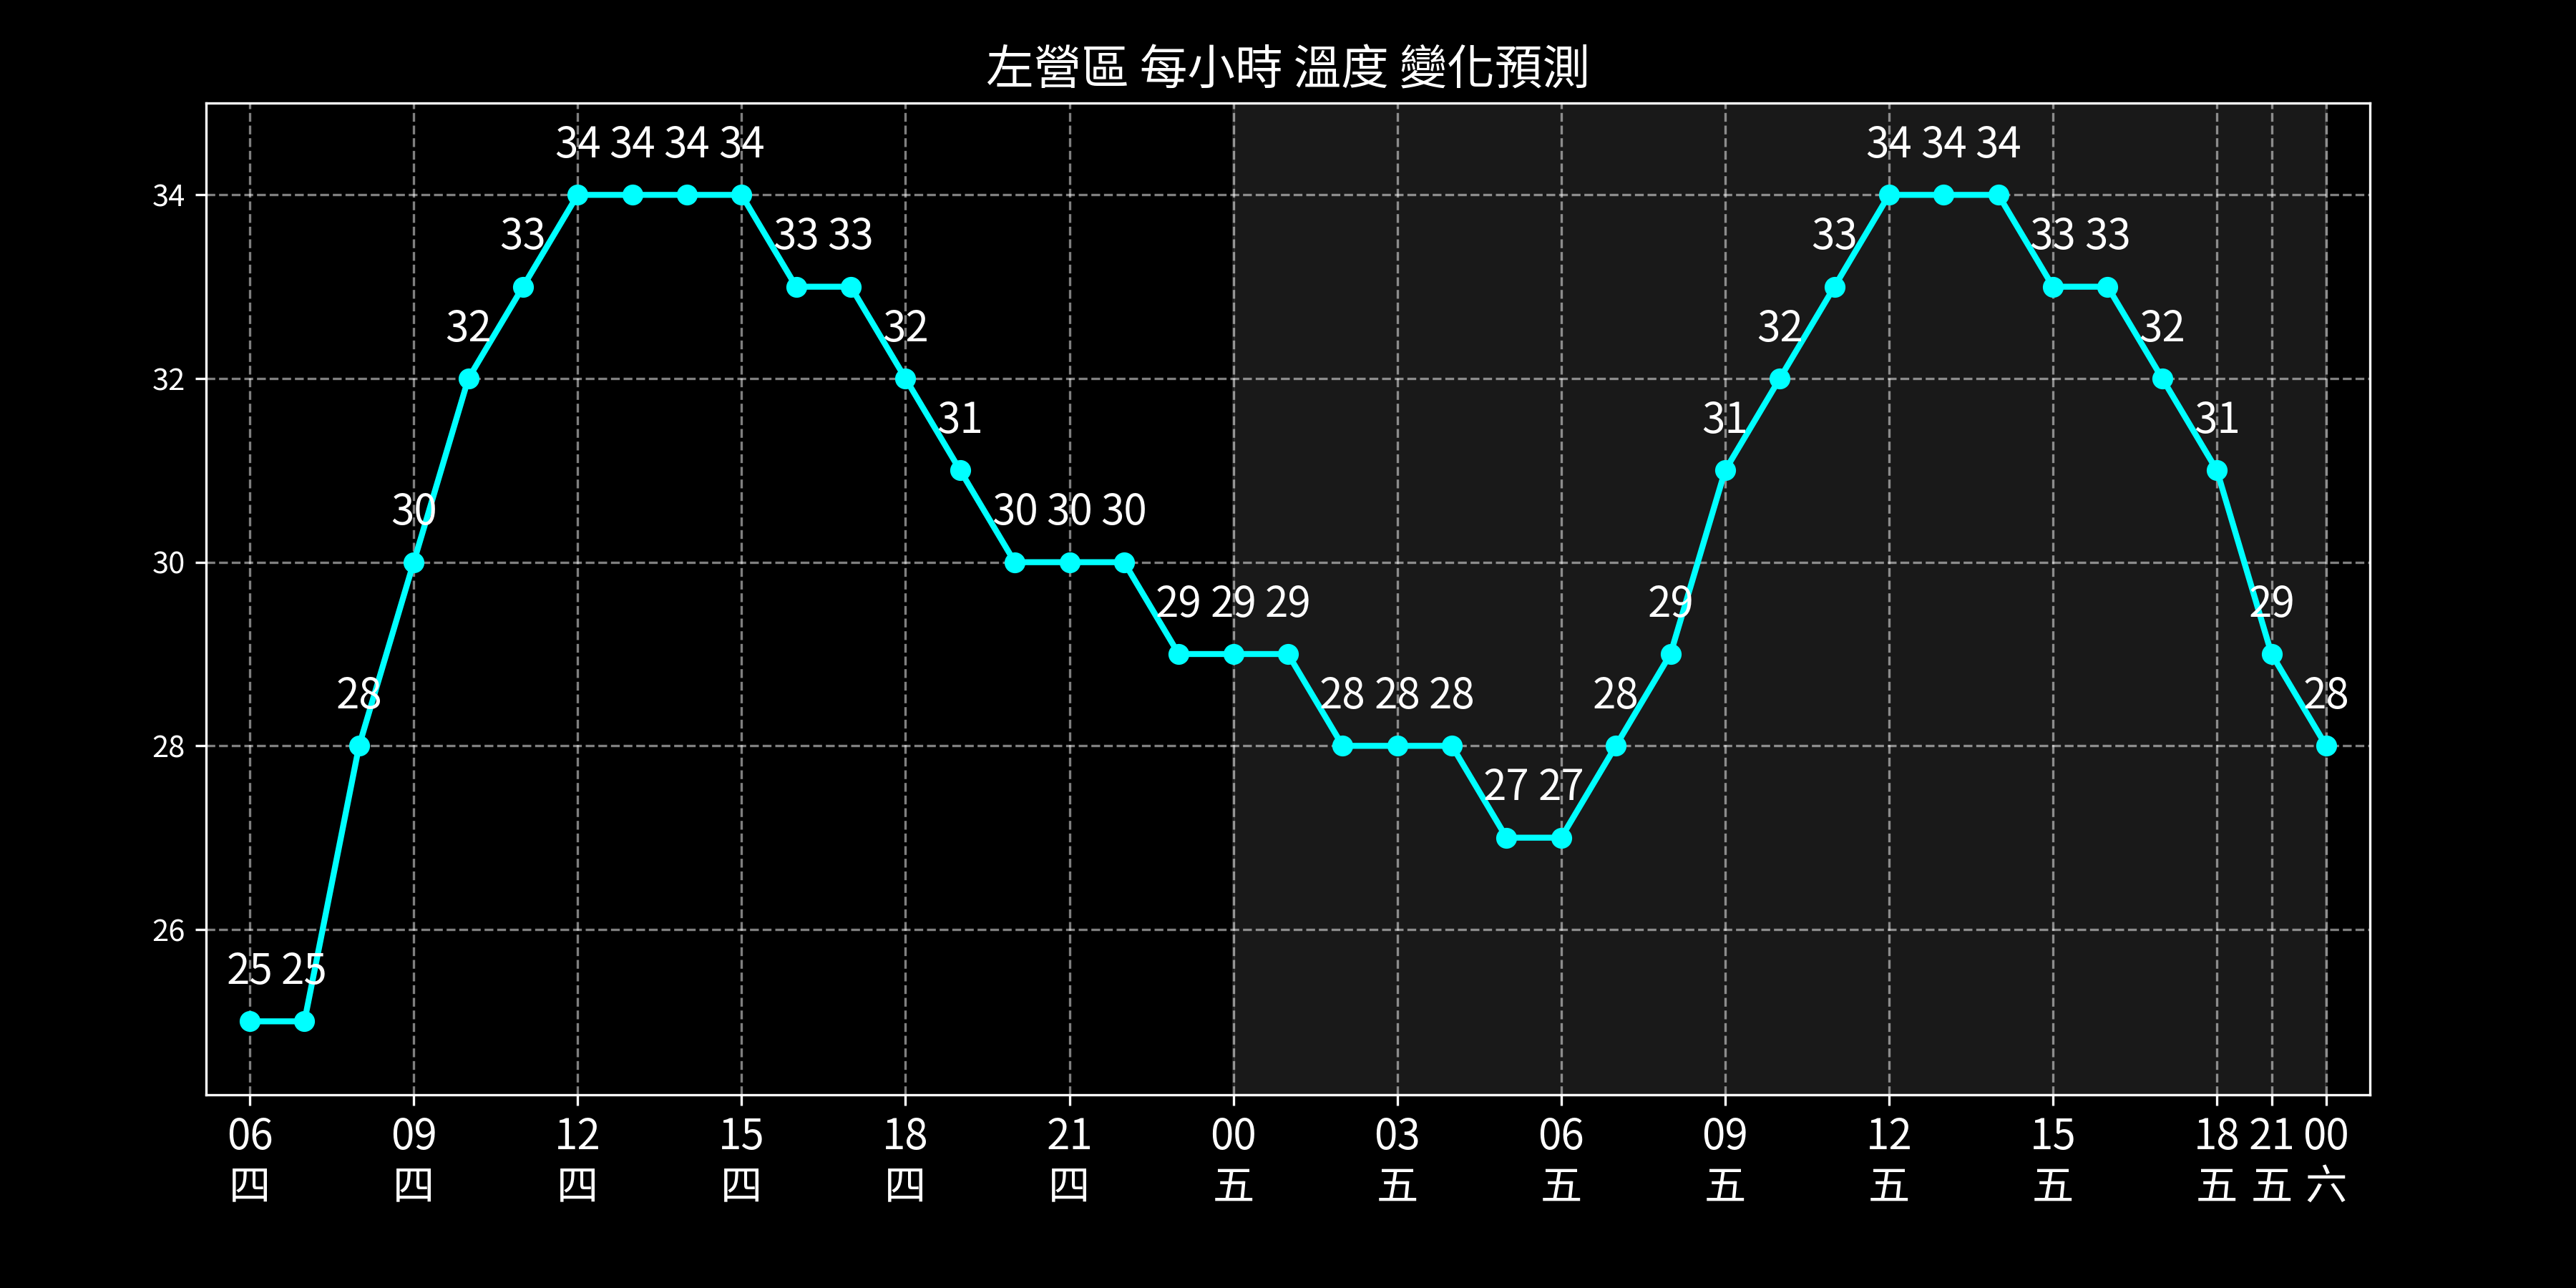 左營區 每小時 溫度 變化預測
34 34 34 34 34 34 34
33 33 33 33 33 33
32 32 32 32
31 31 31
30 30 30 30
29 29 29 29 29
28 28 28 28 28 28
27 27
25 25
34
32
30
28
26
06 09 12 15 18 21 00 03 06 09 12 15 18 21 00
四 四 四 四 四 四 五 五 五 五 五 五 五 五 六